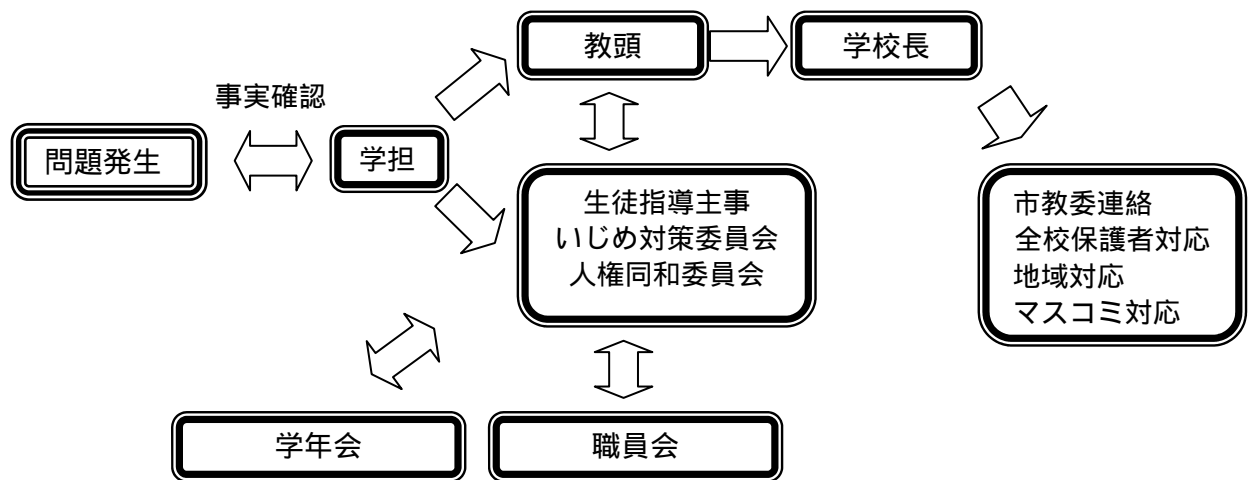 教頭
学校長
事実確認
問題発生
学担
生徒指導主事
いじめ対策委員会
人権同和委員会
市教委連絡
全校保護者対応
地域対応
マスコミ対応
学年会
職員会